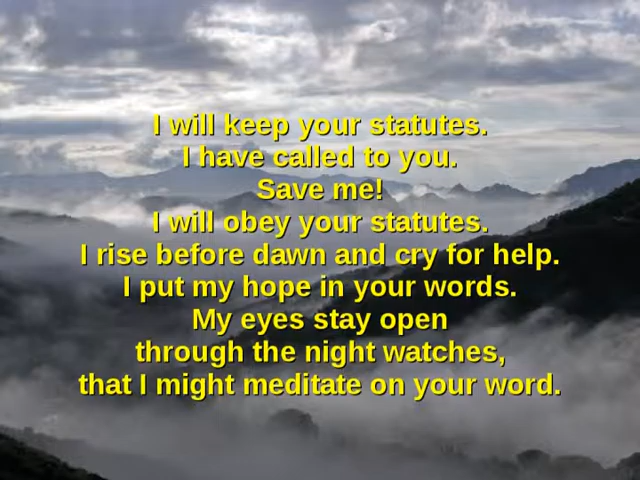 I will keep your statutes.
I have called to you.
Save me!
I will obey your statutes.
I rise before dawn and cry for help.
I put my hope in your words.
My eyes stay open
through the night watches,
that I might meditate on your word.